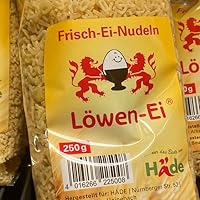 Frisch-Ei-Nudeln
Löwen-Ei®
250g
Häde
4 016266 225008
Hergestellt für: HÄDE / Nürnberger Str. 52